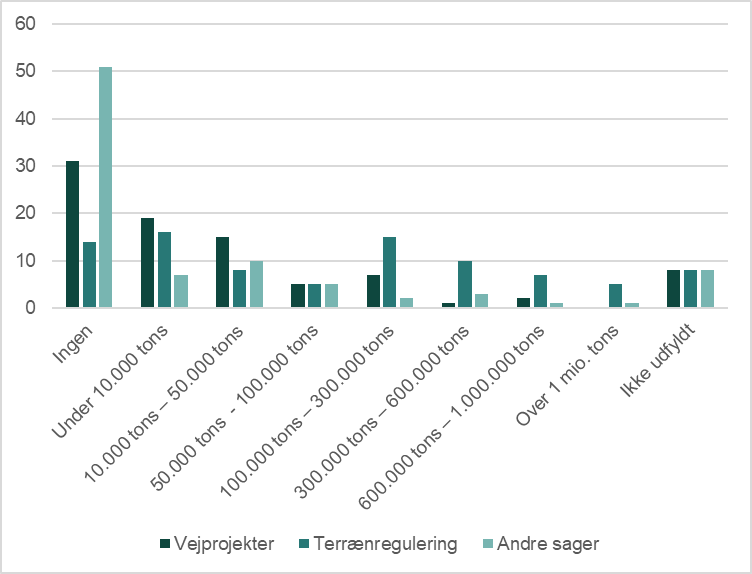 60
50
40
30
20
10
0
Ingen
Under 10.000 tons
10.000 tons – 50.000 tons
50.000 tons - 100.000 tons
100.000 tons – 300.000 tons
300.000 tons – 600.000 tons
600.000 tons – 1.000.000 tons
Over 1 mio. tons
Ikke udfyldt
Vejprojekter Terrænregulering Andre sager